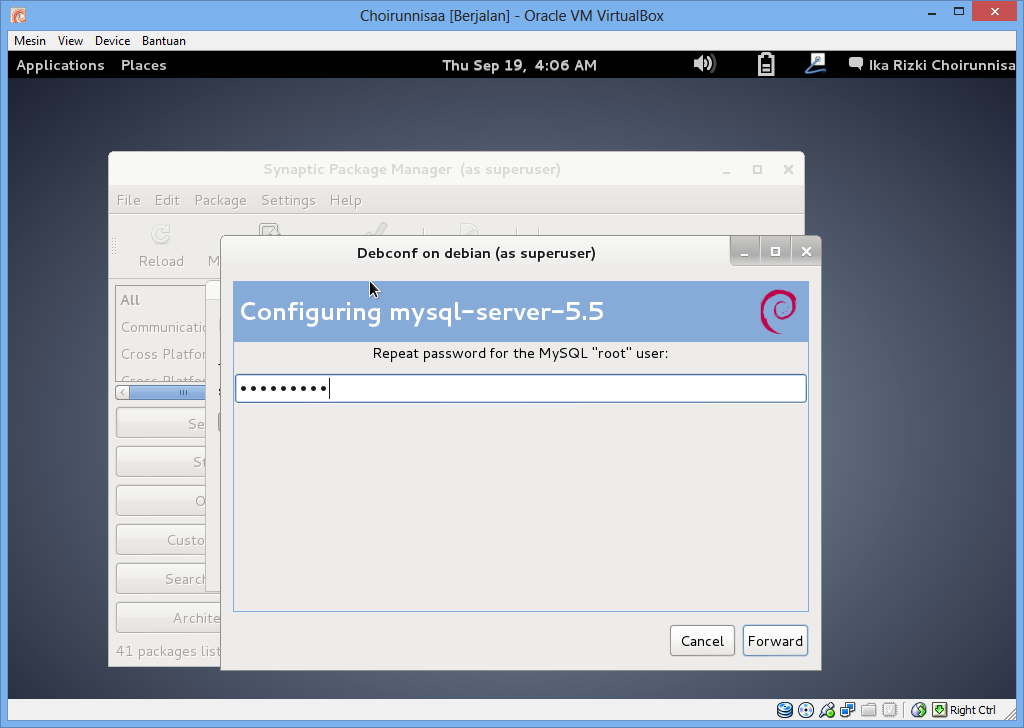 Choirunnisaa [Berjalan] - Oracle VM VirtualBox
Mesin View Device Bantuan
Applications Places Thu Sep 19, 4:06 AM Ika Rizki Choirunnisa
Synaptic Package Manager (as superuser)
File Edit Package Settings Help
Reload M
Debconf on debian (as superuser)
Configuring mysql-server-5.5
Repeat password for the MySQL "root" user:
•••••••••
All
Communicatio
Cross Platfor
Cross Platfor
Se
St
O
Custo
Search
Archite
41 packages list
Cancel Forward
Right Ctrl